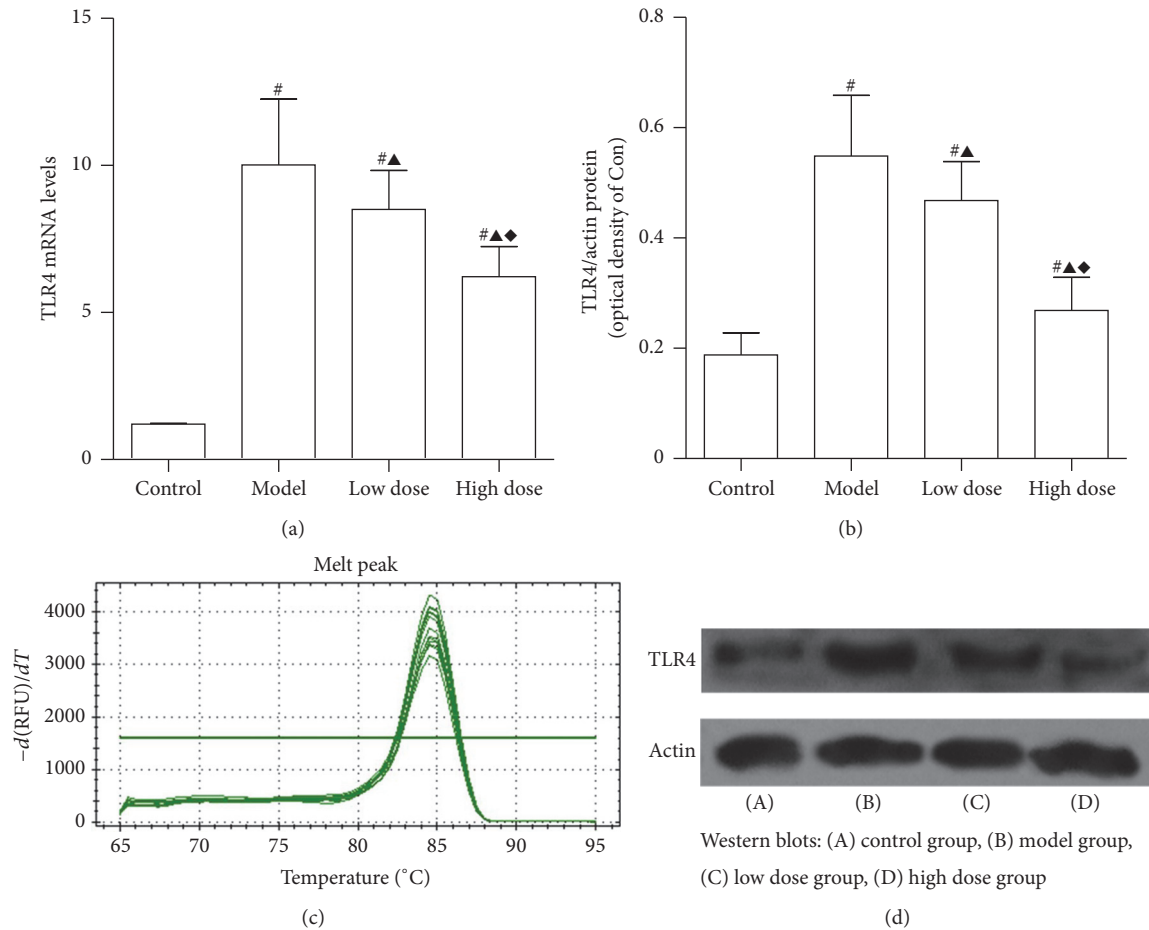 15
10
5
0
TLR4 mRNA levels
#
#▲
#▲◆
Control Model Low dose High dose
(a)
0.8
0.6
0.4
0.2
0
TLR4/actin protein
(optical density of Con)
#
#▲
#▲◆
Control Model Low dose High dose
(b)
Melt peak
4000
3000
2000
1000
0
−d(RFU)/dT
65 70 75 80 85 90 95
Temperature (°C)
(c)
TLR4
Actin
(A) (B) (C) (D)
Western blots: (A) control group, (B) model group,
(C) low dose group, (D) high dose group
(d)